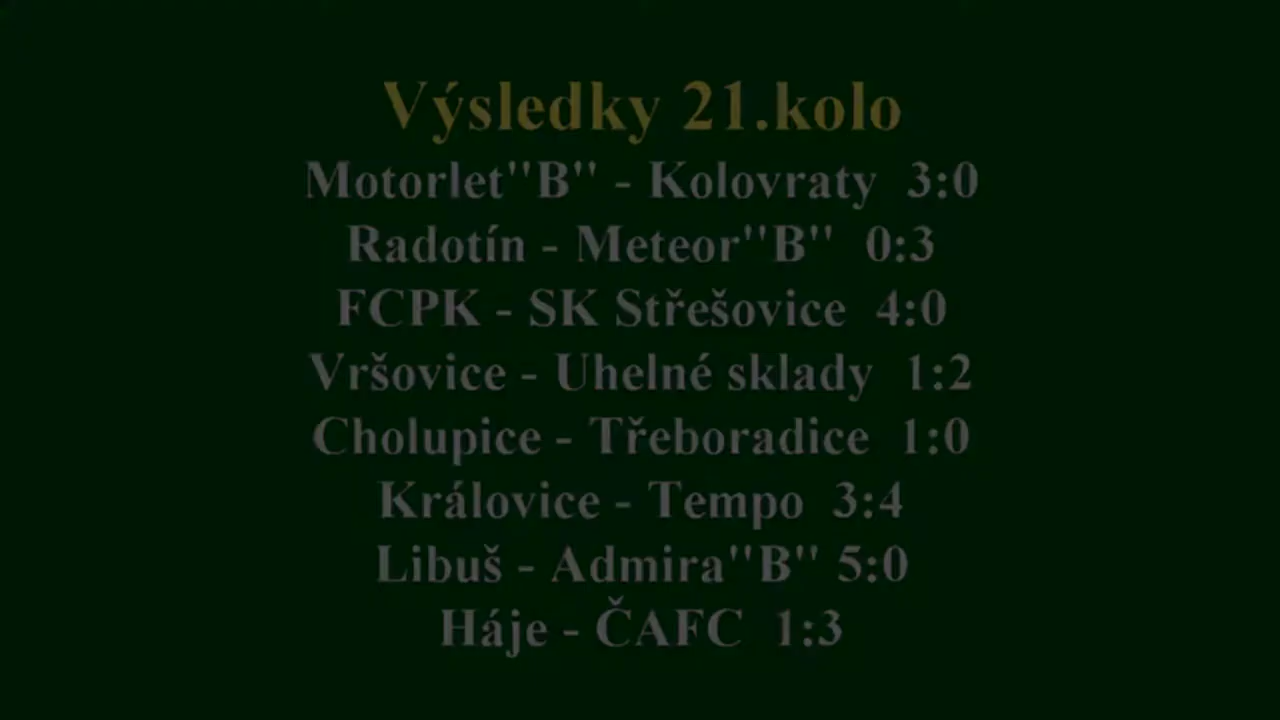 Výsledky 21.kolo
Motorlet"B" - Kolovraty 3:0
Radotín - Meteor"B" 0:3
FCPK - SK Střešovice 4:0
Vršovice - Uhelné sklady 1:2
Cholupice - Třeboradice 1:0
Královice - Tempo 3:4
Libuš - Admira"B" 5:0
Háje - ČAFC 1:3